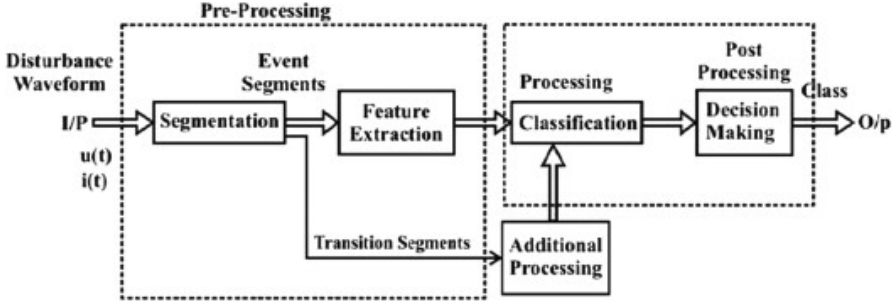 Pre-Processing
Disturbance
Waveform
I/P
u(t)
i(t)
Segmentation
Event
Segments
Feature
Extraction
Transition Segments
Processing
Classification
Additional
Processing
Post
Processing
Decision
Making
Class
O/p